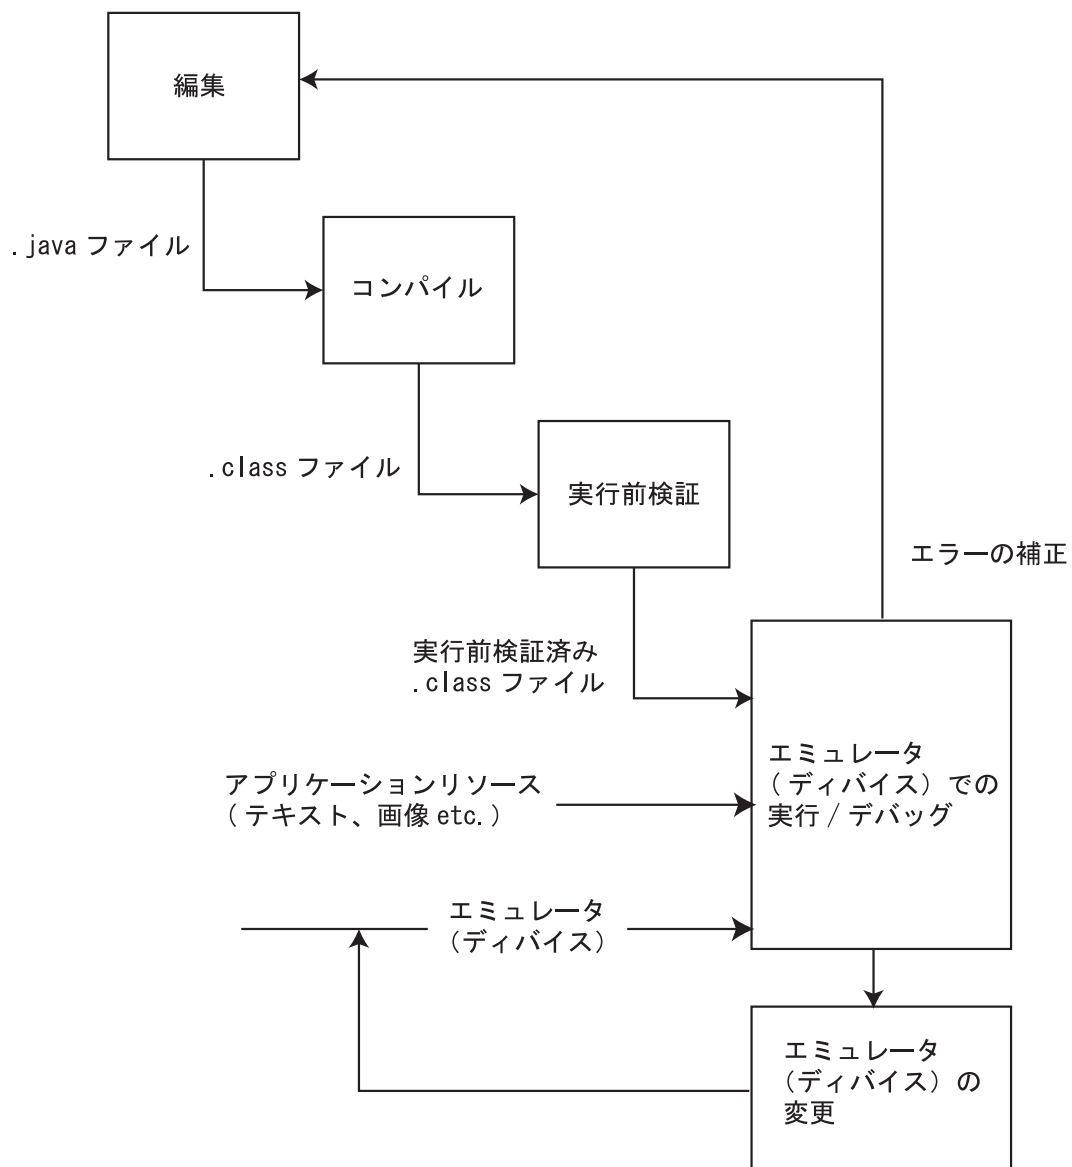 編集
.java ファイル
コンパイル
.class ファイル
実行前検証
エラーの補正
実行前検証済み
.class ファイル
エミュレータ
(ディバイス)での
実行/デバッグ
アプリケーションリソース
(テキスト、画像 etc.)
エミュレータ
(ディバイス)
エミュレータ
(ディバイス)の
変更